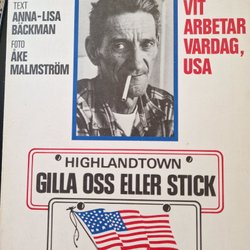 TEXT
ANNA-LISA
BÄCKMAN
FOTO
ÅKE
MALMSTRÖM
VIT
ARBETAR
VARDAG,
USA
HIGHLANDTOWN
GILLA OSS ELLER STICK